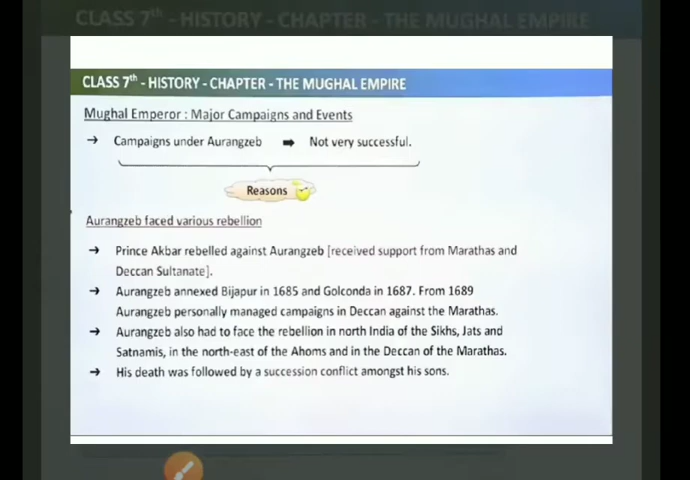 CLASS 7th - HISTORY - CHAPTER - THE MUGHAL EMPIRE
CLASS 7th - HISTORY - CHAPTER - THE MUGHAL EMPIRE
Mughal Emperor : Major Campaigns and Events
→ Campaigns under Aurangzeb ➡ Not very successful.
Reasons
Aurangzeb faced various rebellion
→ Prince Akbar rebelled against Aurangzeb [received support from Marathas and
Deccan Sultanate].
→ Aurangzeb annexed Bijapur in 1685 and Golconda in 1687. From 1689
Aurangzeb personally managed campaigns in Deccan against the Marathas.
→ Aurangzeb also had to face the rebellion in north India of the Sikhs, Jats and
Satnamis, in the north-east of the Ahoms and in the Deccan of the Marathas.
→ His death was followed by a succession conflict amongst his sons.